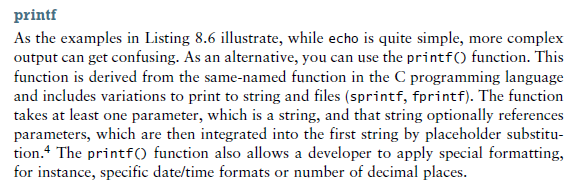 printf
As the examples in Listing 8.6 illustrate, while echo is quite simple, more complex
output can get confusing. As an alternative, you can use the printf() function. This
function is derived from the same-named function in the C programming language
and includes variations to print to string and files (sprintf, fprintf). The function
takes at least one parameter, which is a string, and that string optionally references
parameters, which are then integrated into the first string by placeholder substitu-
tion.4 The printf() function also allows a developer to apply special formatting,
for instance, specific date/time formats or number of decimal places.